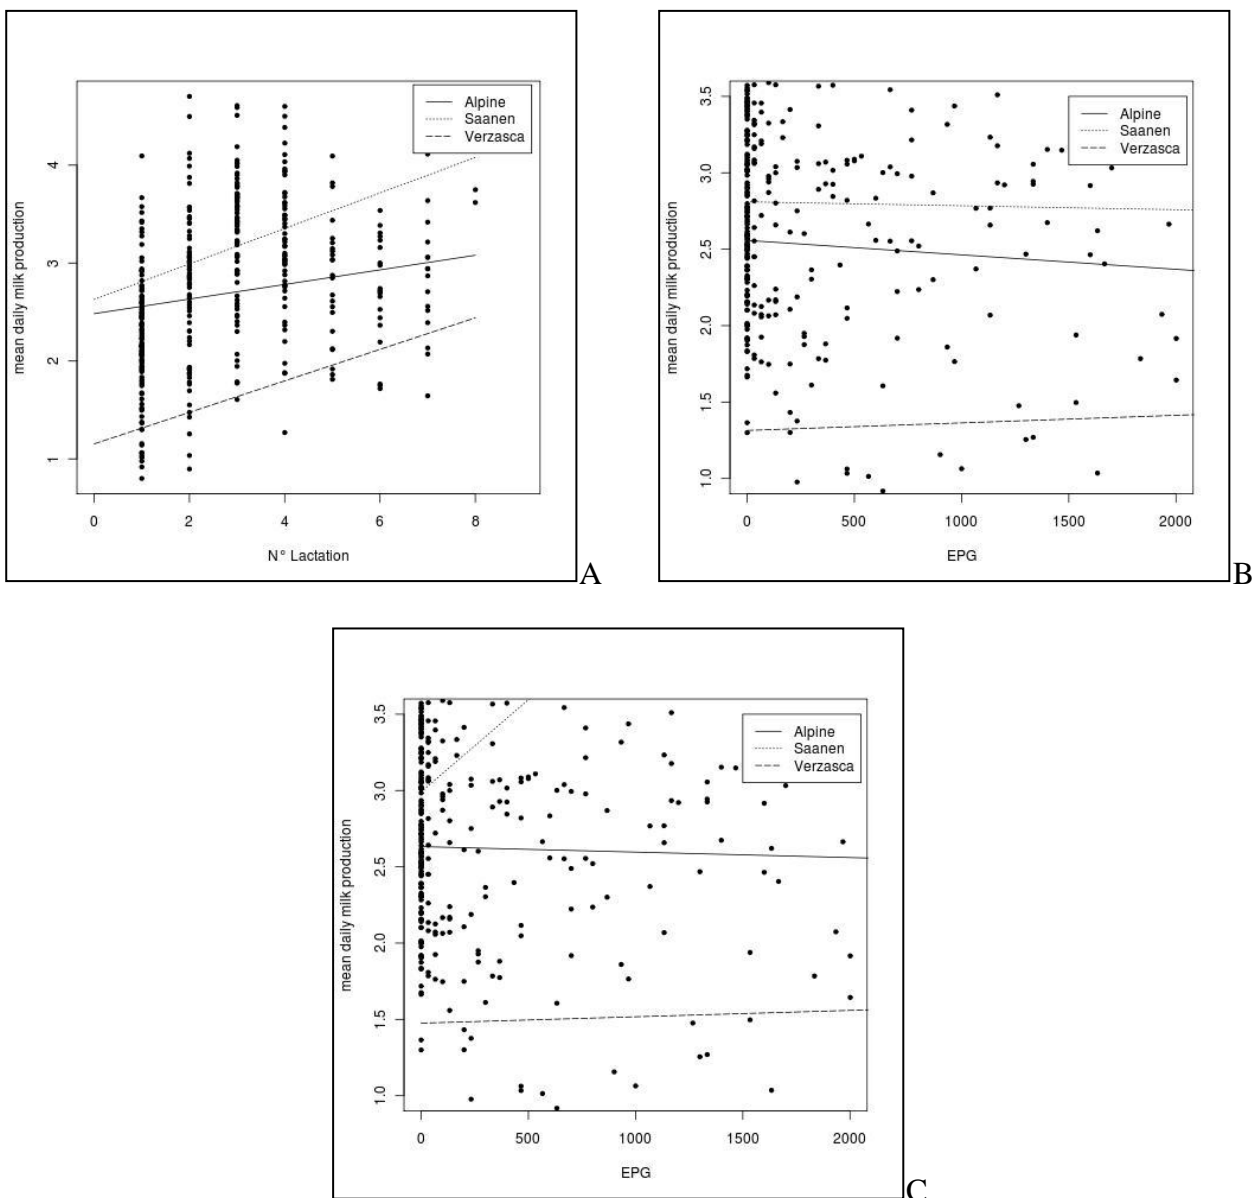 Alpine
Saanen
Verzasca
mean daily milk production
4
3
2
1
0 2 4 6 8
N° Lactation
A
Alpine
Saanen
Verzasca
mean daily milk production
3.5
3.0
2.5
2.0
1.5
1.0
0 500 1000 1500 2000
EPG
B
Alpine
Saanen
Verzasca
mean daily milk production
3.5
3.0
2.5
2.0
1.5
1.0
0 500 1000 1500 2000
EPG
C